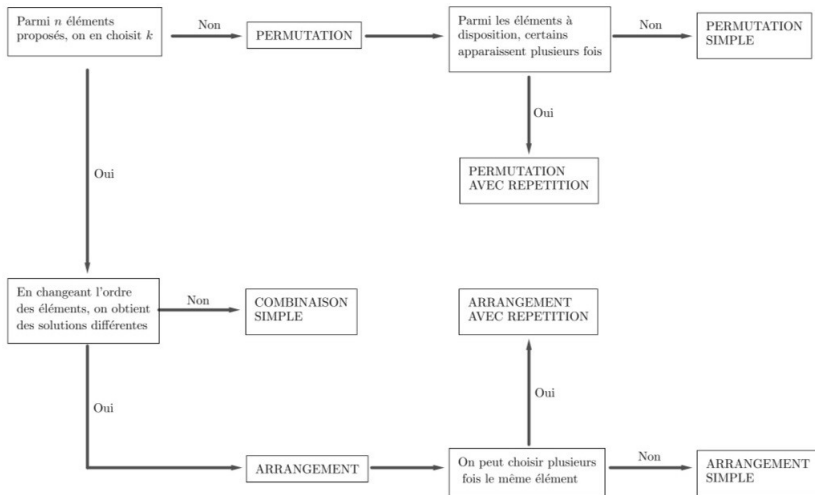 Parmi n éléments
proposés, on en choisit k
Non
PERMUTATION
Parmi les éléments à
disposition, certains
apparaissent plusieurs fois
Non
PERMUTATION
SIMPLE
Oui
PERMUTATION
AVEC REPETITION
Oui
En changeant l'ordre
des éléments, on obtient
des solutions différentes
Non
COMBINAISON
SIMPLE
ARRANGEMENT
AVEC REPETITION
Oui
Oui
ARRANGEMENT
On peut choisir plusieurs
fois le même élément
Non
ARRANGEMENT
SIMPLE